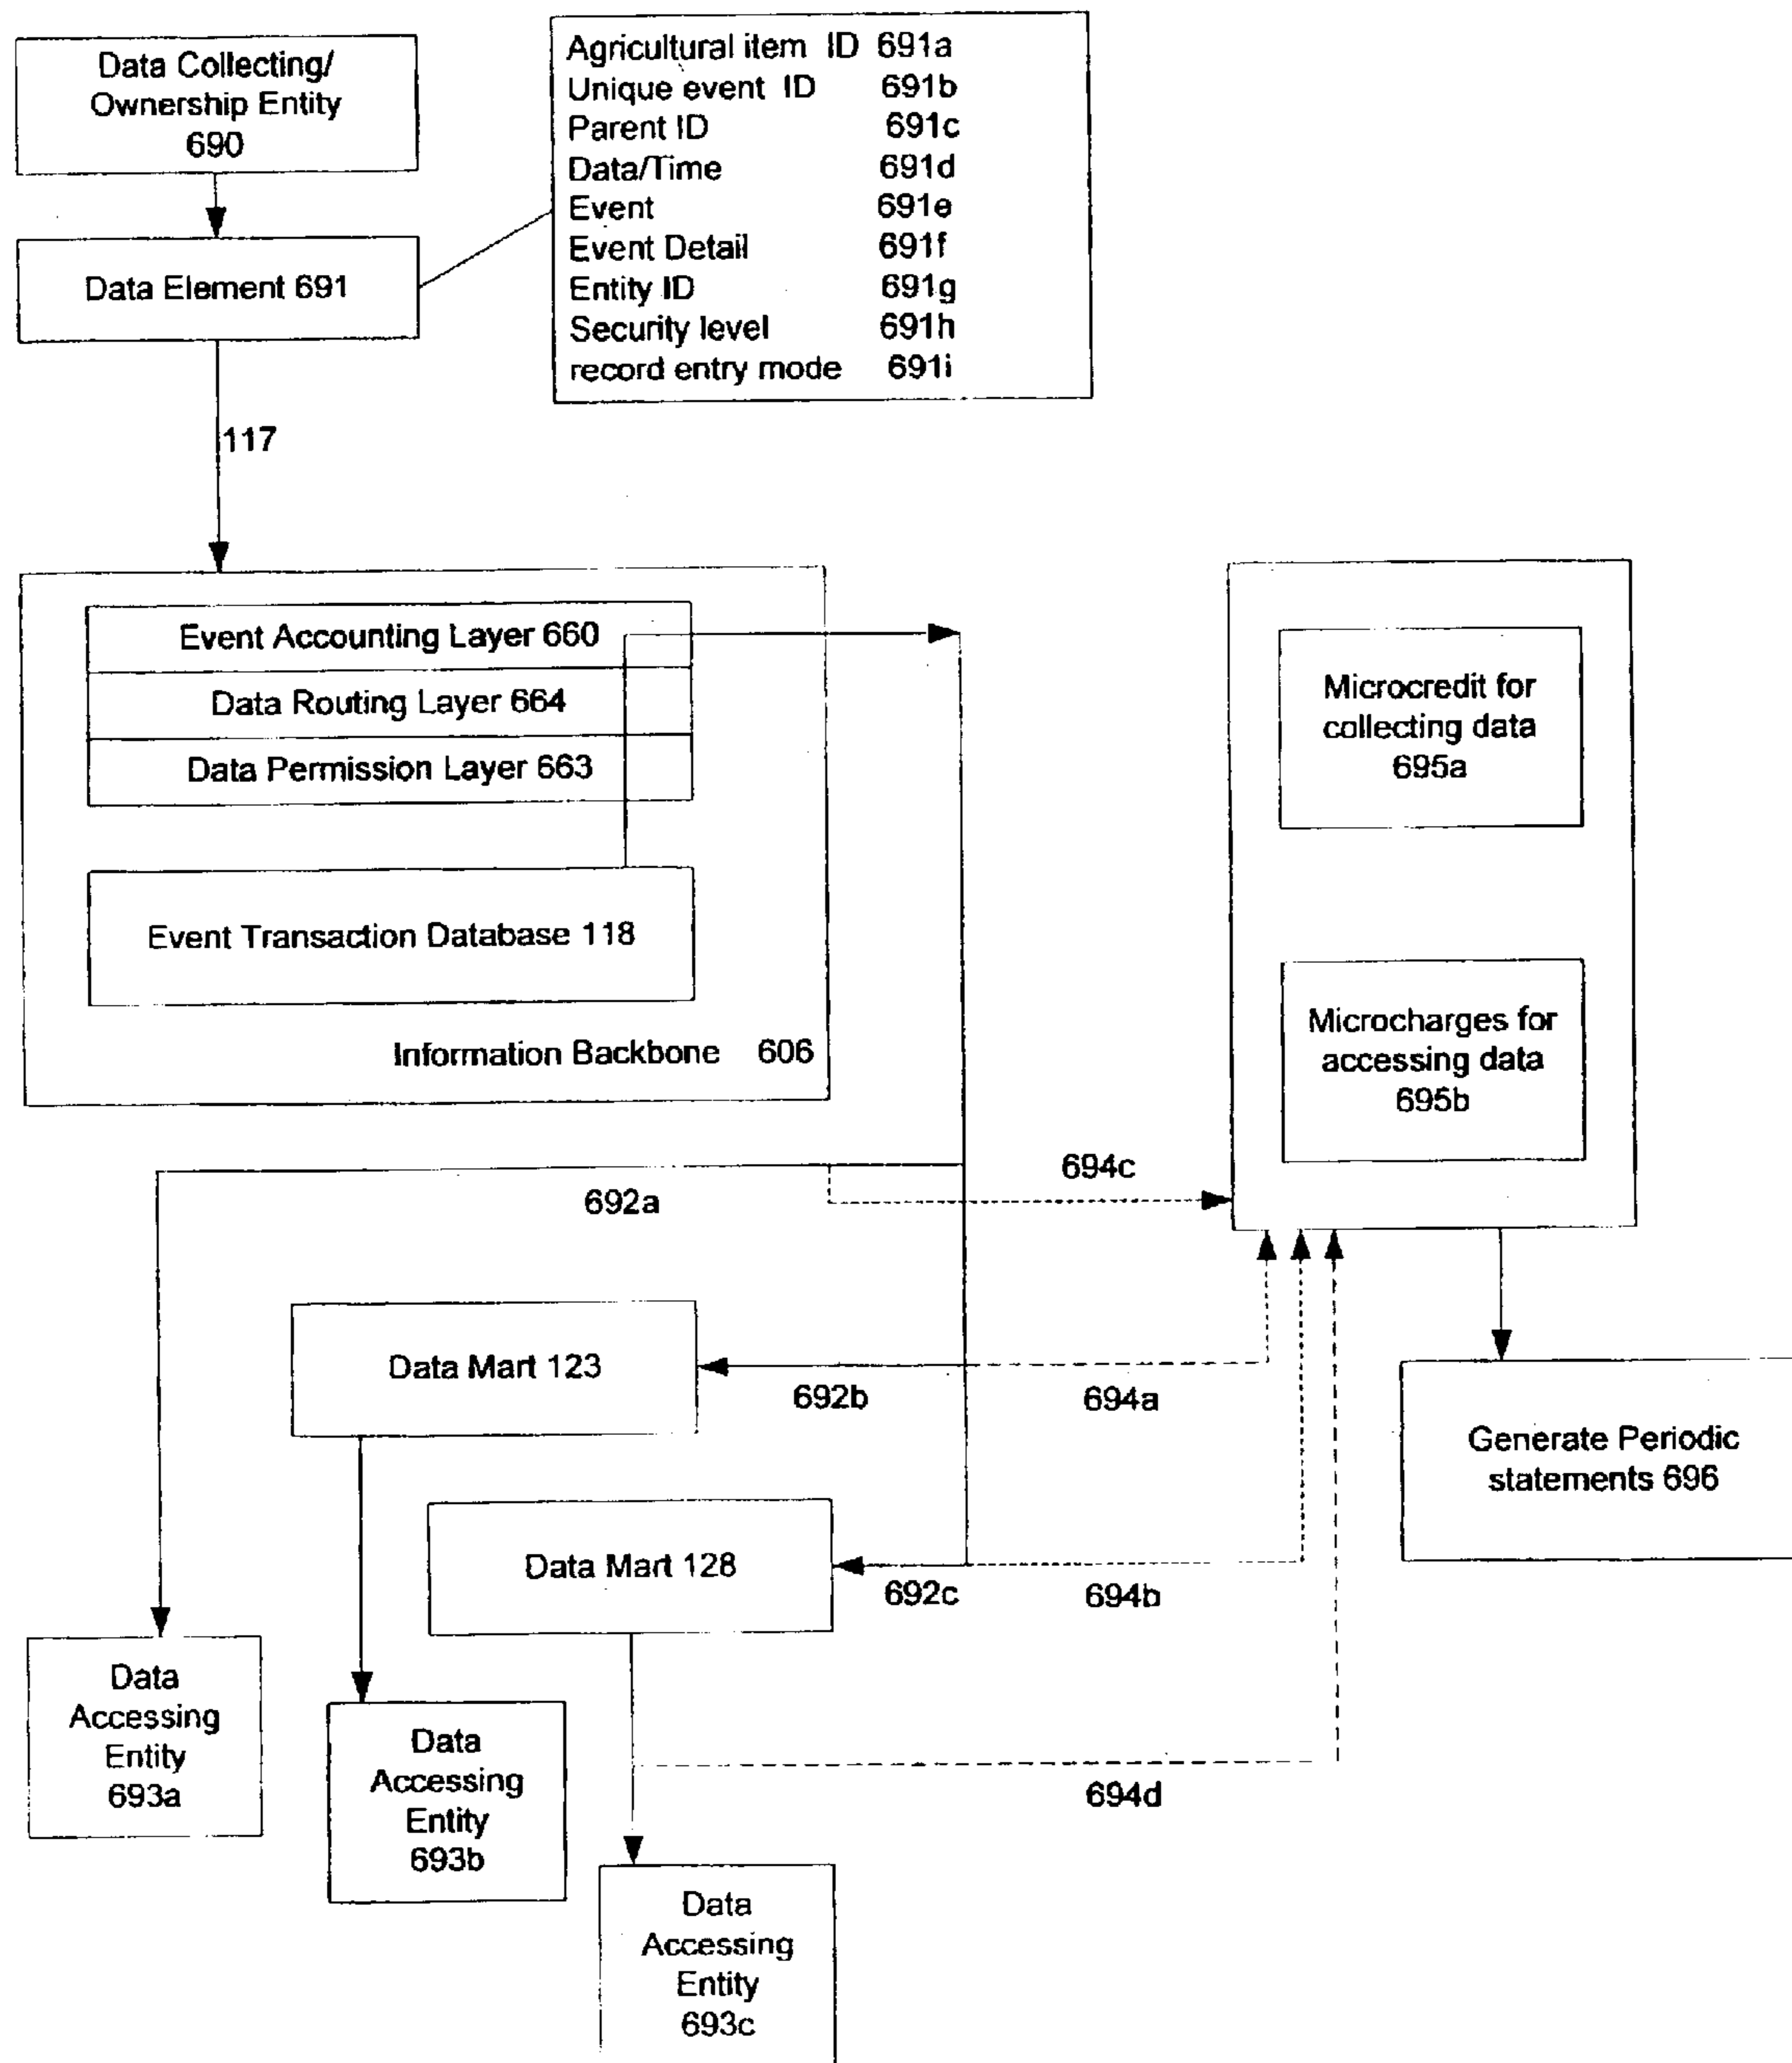 Data Collecting/
Ownership Entity
690
Agricultural item ID 691a
Unique event ID 691b
Parent ID 691c
Data/Time 691d
Event 691e
Event Detail 691f
Entity ID 691g
Security level 691h
record entry mode 691i
Data Element 691
117
Event Accounting Layer 660
Data Routing Layer 664
Data Permission Layer 663
Event Transaction Database 118
Information Backbone 606
Microcredit for
collecting data
695a
Microcharges for
accessing data
695b
694c
692a
Data Mart 123
692b
694a
Generate Periodic
statements 696
Data Mart 128
692c
694b
Data
Accessing
Entity
693a
Data
Accessing
Entity
693b
694d
Data
Accessing
Entity
693c